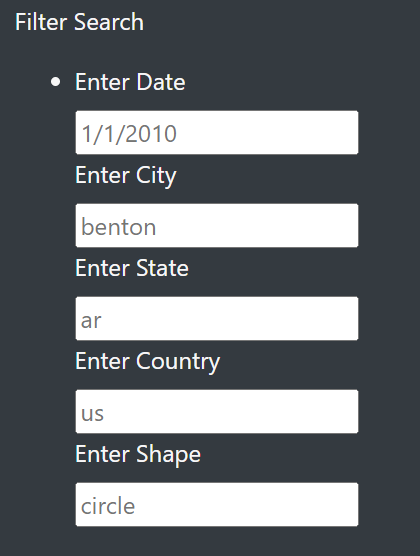 Filter Search
Enter Date
1/1/2010
Enter City
benton
Enter State
ar
Enter Country
us
Enter Shape
circle